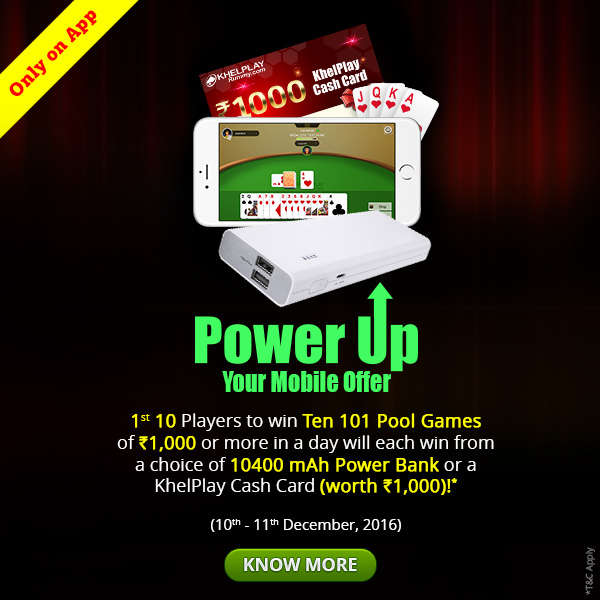 Only on App
KHELPLAY
Rummy.com
KhelPlay
Cash Card
₹1000
J Q K A
Power Up
Your Mobile Offer
1st 10 Players to win Ten 101 Pool Games
of ₹1,000 or more in a day will each win from
a choice of 10400 mAh Power Bank or a
KhelPlay Cash Card (worth ₹1,000)!*
(10th - 11th December, 2016)
KNOW MORE
*T&C Apply